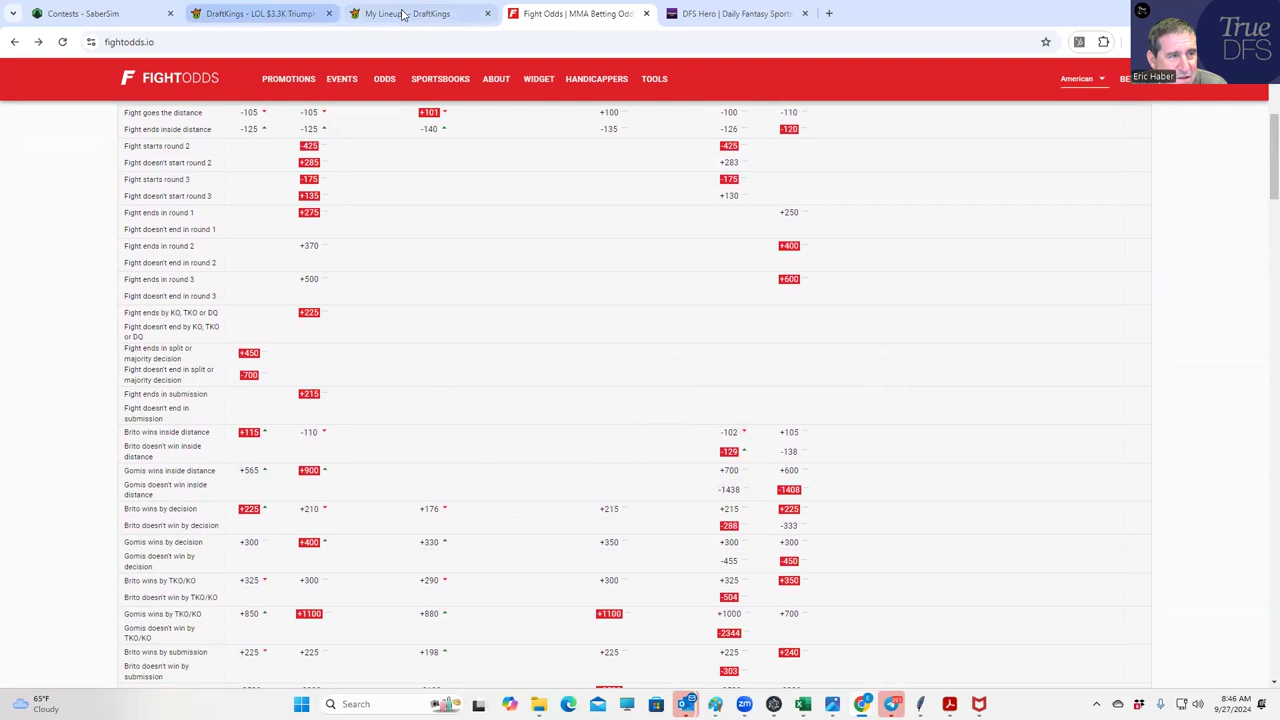 Contests - SaberSim
DraftKings - LOL $3.3K Triumph
My Lineups - DraftKings
Fight Odds | MMA Betting Odds
DFS Hero | Daily Fantasy Sports
fightodds.io
True
DFS
Eric Haber
FIGHTODDS PROMOTIONS EVENTS ODDS SPORTSBOOKS ABOUT WIDGET HANDICAPPERS TOOLS American BE
Fight goes the distance -105 -105 +101 +100 -100 -110
Fight ends inside distance -125 -125 -140 -135 -126 -120
Fight starts round 2 -425 -425
Fight doesn't start round 2 +285 +283
Fight starts round 3 -175 -175
Fight doesn't start round 3 +135 +130
Fight ends in round 1 +275 +250
Fight doesn't end in round 1
Fight ends in round 2 +370 +400
Fight doesn't end in round 2
Fight ends in round 3 +500 +600
Fight doesn't end in round 3
Fight ends by KO, TKO or DQ +225
Fight doesn't end by KO, TKO
or DQ
Fight ends in split or
majority decision +450
Fight doesn't end in split or
majority decision -700
Fight ends in submission +215
Fight doesn't end in
submission
Brito wins inside distance +115 -110 -102 +105
Brito doesn't win inside
distance -129 -138
Gomis wins inside distance +565 +900 +700 +600
Gomis doesn't win inside
distance -1438 -1408
Brito wins by decision +225 +210 +176 +215 +215 +225
Brito doesn't win by decision -288 -333
Gomis wins by decision +300 +400 +330 +350 +300 +300
Gomis doesn't win by
decision -455 -450
Brito wins by TKO/KO +325 +300 +290 +300 +325 +350
Brito doesn't win by TKO/KO -504
Gomis wins by TKO/KO +850 +1100 +880 +1100 +1000 +700
Gomis doesn't win by
TKO/KO -2344
Brito wins by submission +225 +225 +198 +225 +225 +240
Brito doesn't win by
submission -303
65°F
Cloudy
Search
8:46 AM
9/27/2024